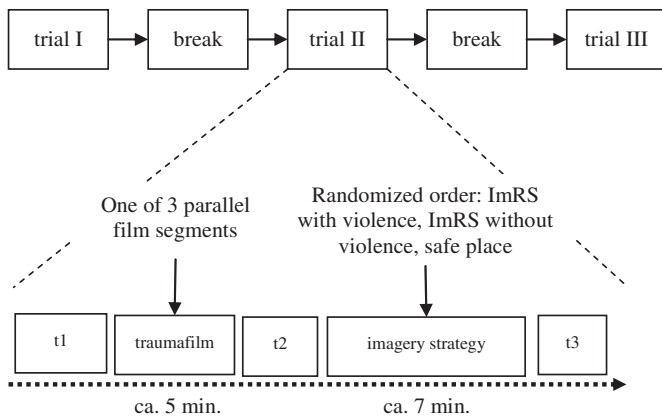 trial I break trial II break trial III
One of 3 parallel
film segments
Randomized order: ImRS
with violence, ImRS without
violence, safe place
t1 traumafilm t2 imagery strategy t3
ca. 5 min. ca. 7 min.